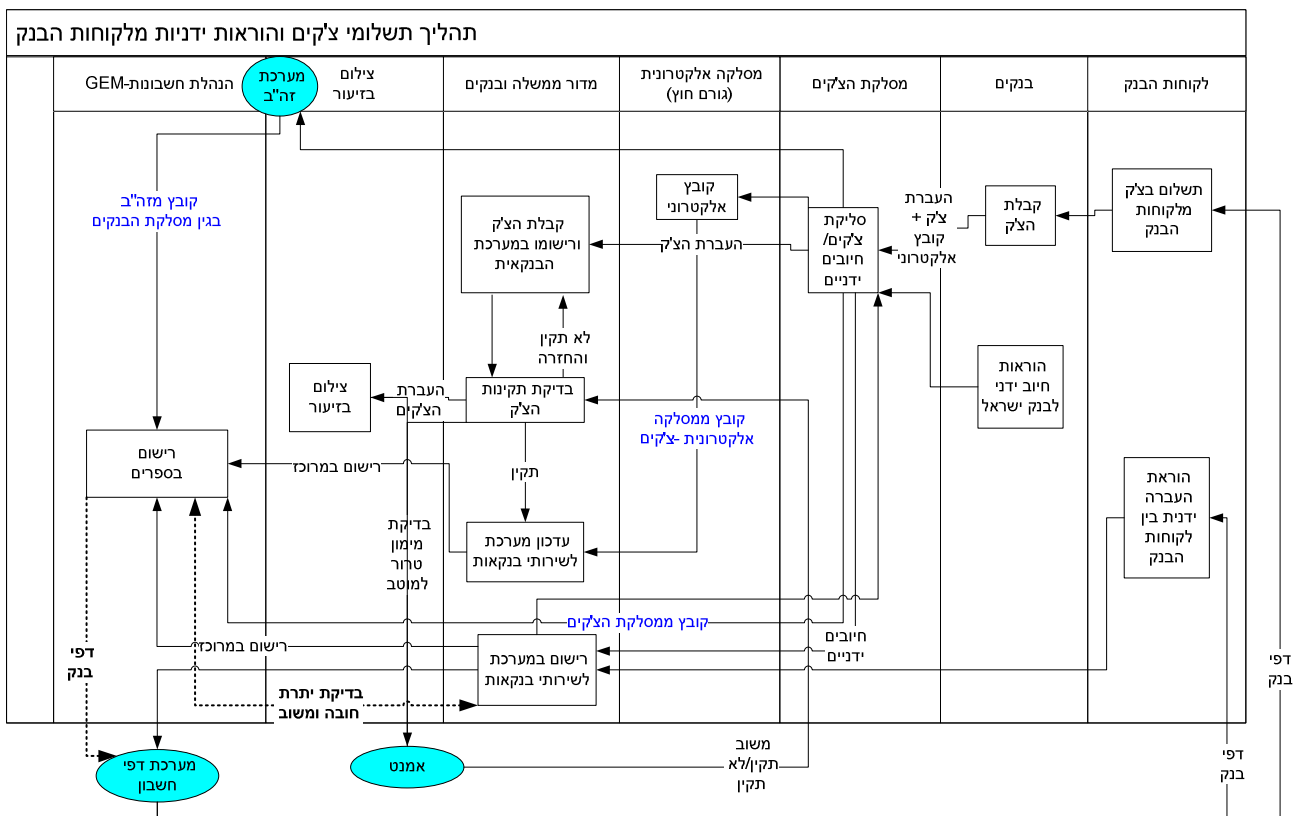 תהליך תשלומי צ'קים והוראות ידניות מלקוחות הבנק
לקוחות הבנק
בנקים
מסלקת הצ'קים
מסלקה אלקטרונית
(גורם חוץ)
מדור ממשלה ובנקים
צילום
בזיעור
מערכת
זה"ב
הנהלת חשבונות-GEM
תשלום בצ'ק
מלקוחות
הבנק
קבלת
הצ'ק
העברת
צ'ק +
קובץ
אלקטרוני
סליקת
צ'קים/
חיובים
ידניים
קובץ
אלקטרוני
העברת הצ'ק
קבלת הצ'ק
ורישומו במערכת
הבנקאית
קובץ מזה"ב
בגין מסלקת הבנקים
לא תקין
והחזרה
הוראות
חיוב ידני
לבנק ישראל
בדיקת תקינות
הצ'ק
העברת
הצ'קים
צילום
בזיעור
קובץ ממסלקה
אלקטרונית -צ'קים
רישום
בספרים
רישום במרוכז
תקין
הוראת
העברה
ידנית בין
לקוחות
הבנק
עדכון מערכת
לשירותי בנקאות
בדיקת
מימון
טרור
למוטב
קובץ ממסלקת הצ'קים
חיובים
ידניים
רישום במרוכז
רישום במערכת
לשירותי בנקאות
דפי
בנק
דפי
בנק
בדיקת יתרת
חובה ומשוב
מערכת דפי
חשבון
אמנט
משוב
תקין/לא
תקין
דפי
בנק